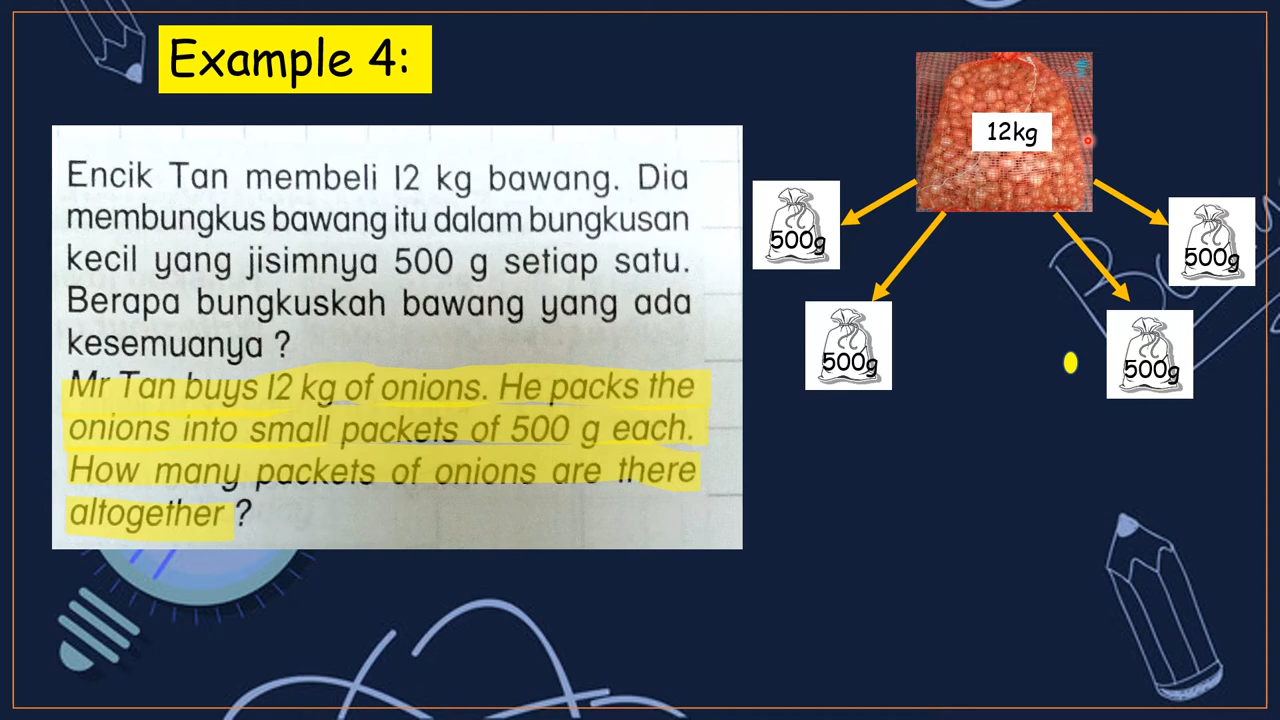 Example 4:
Encik Tan membeli 12 kg bawang. Dia
membungkus bawang itu dalam bungkusan
kecil yang jisimnya 500 g setiap satu.
Berapa bungkuskah bawang yang ada
kesemuanya ?
Mr Tan buys 12 kg of onions. He packs the
onions into small packets of 500 g each.
How many packets of onions are there
altogether ?
12kg
500g
500g
500g
500g